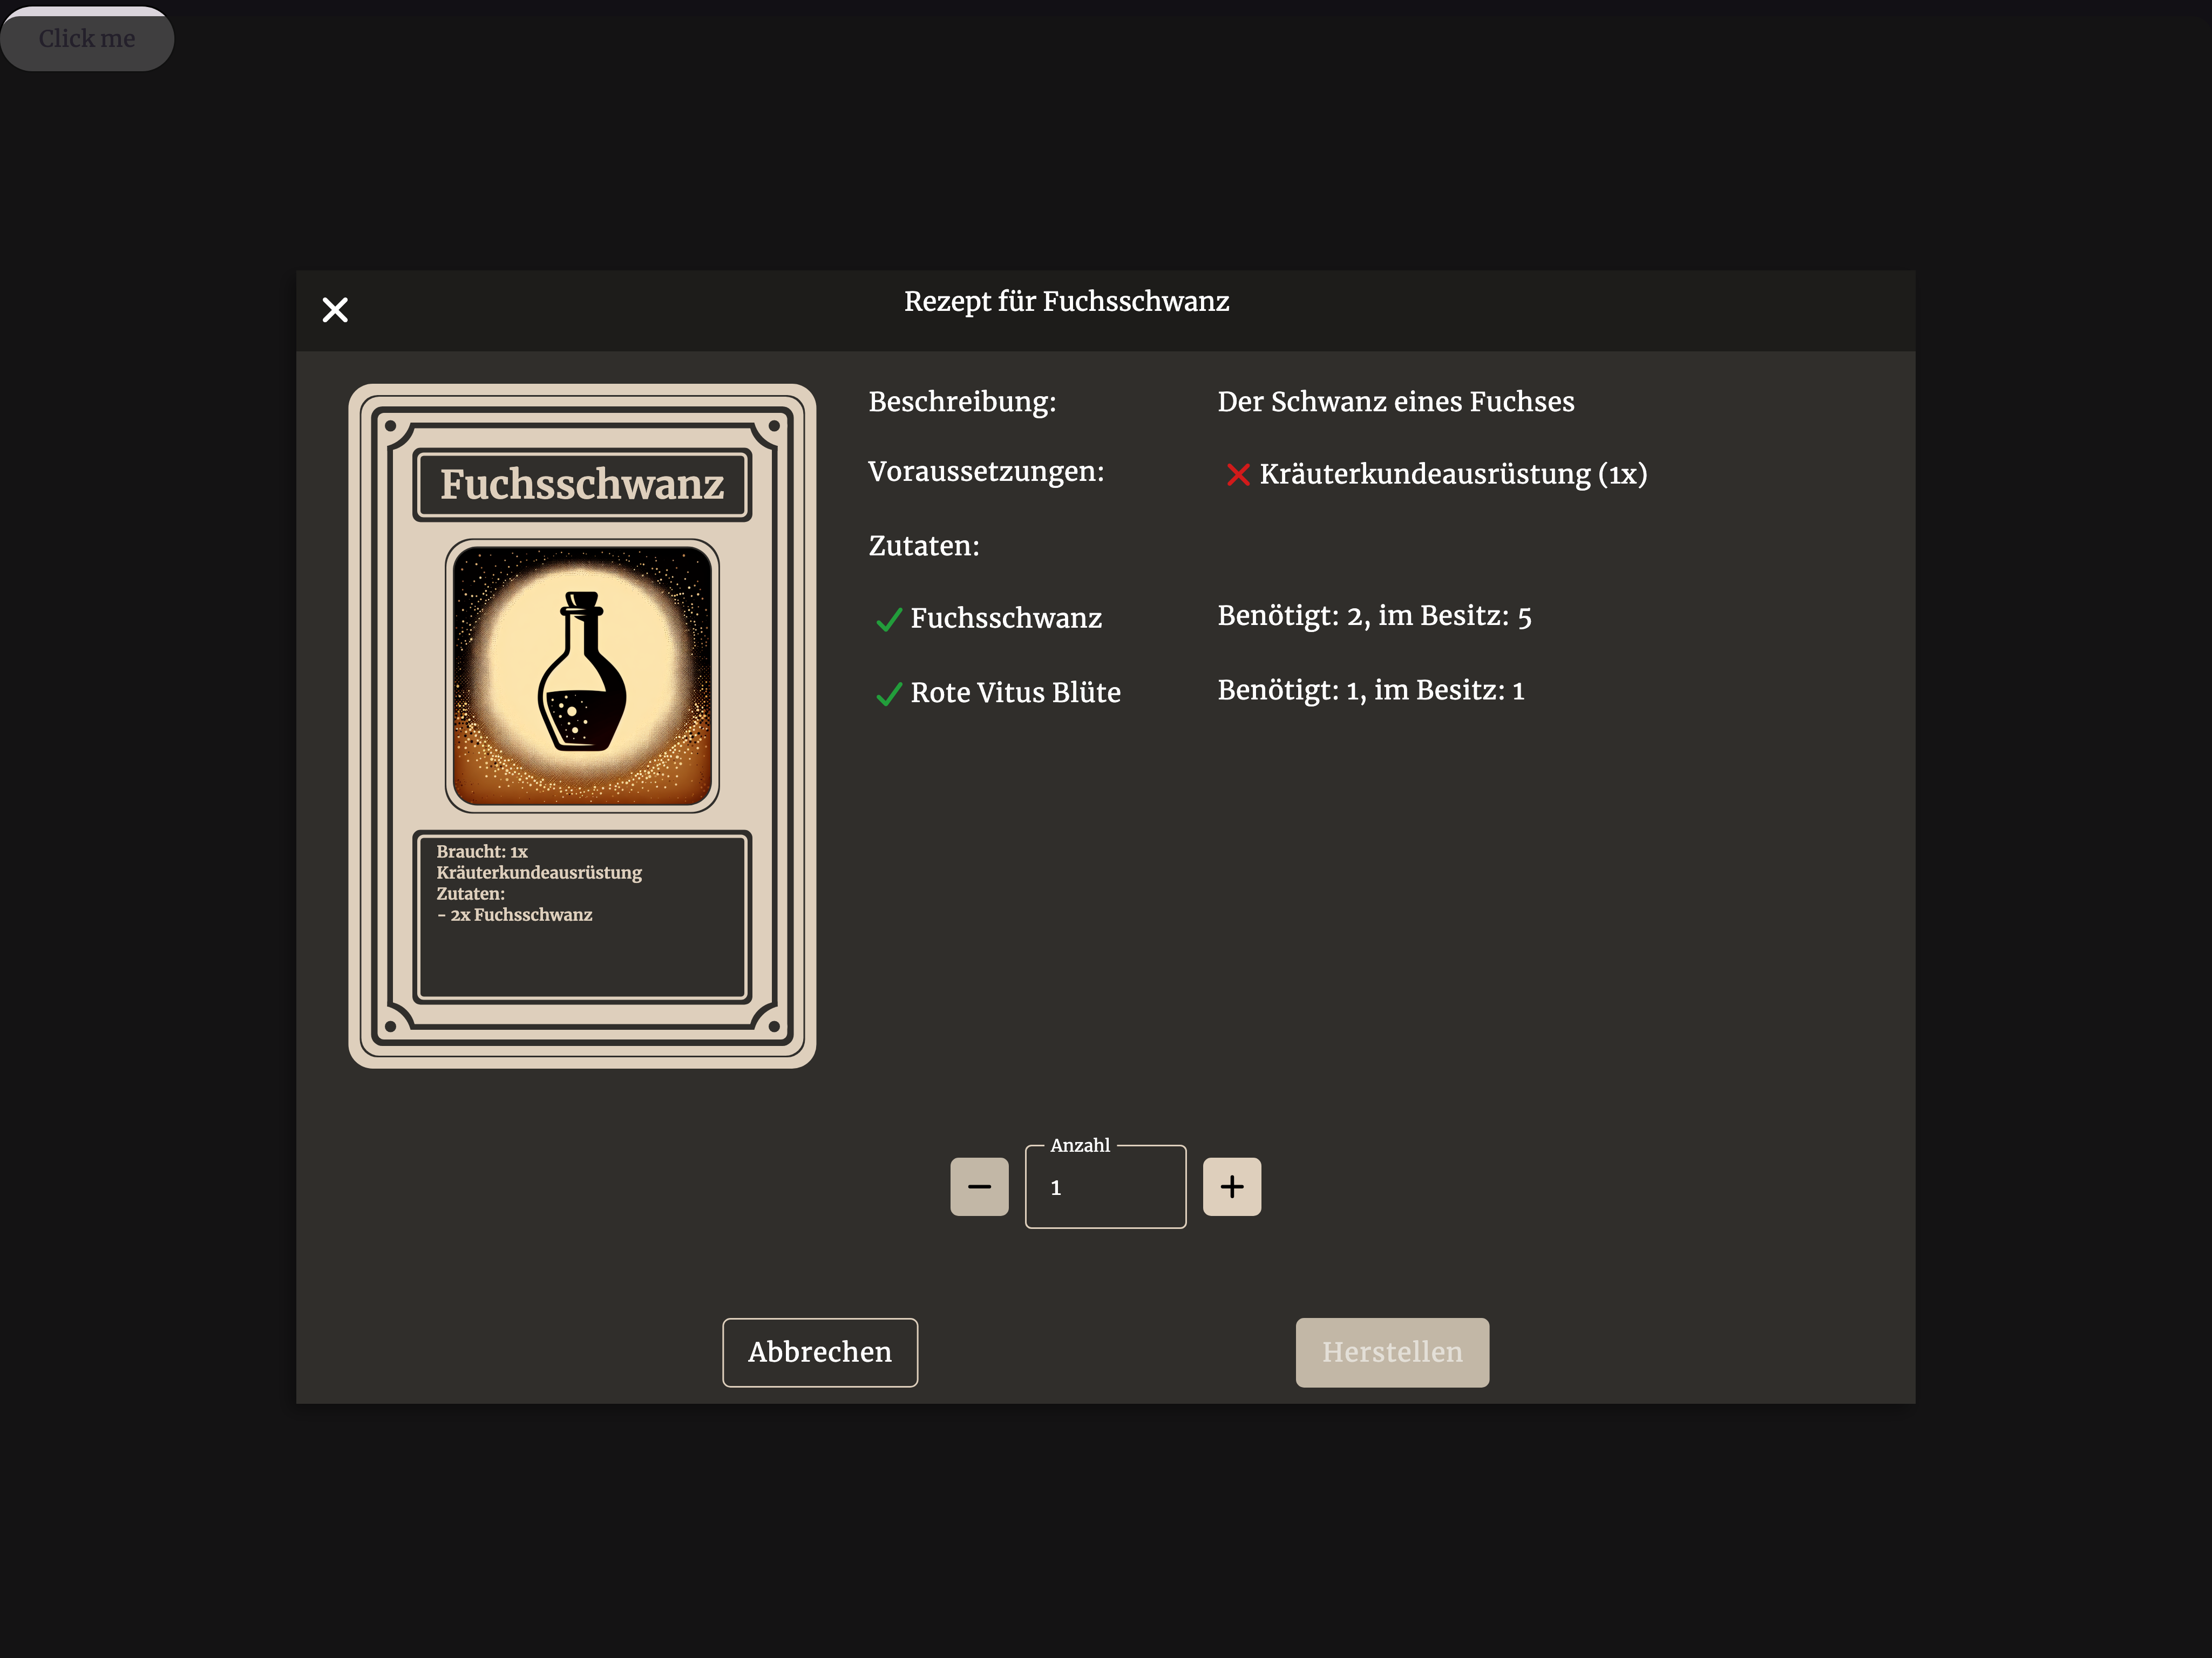 Click me
Rezept für Fuchsschwanz
Fuchsschwanz
Braucht: 1x
Kräuterkundeausrüstung
Zutaten:
- 2x Fuchsschwanz
Beschreibung: Der Schwanz eines Fuchses
Voraussetzungen: Kräuterkundeausrüstung (1x)
Zutaten:
Fuchsschwanz Benötigt: 2, im Besitz: 5
Rote Vitus Blüte Benötigt: 1, im Besitz: 1
Anzahl
1
Abbrechen Herstellen